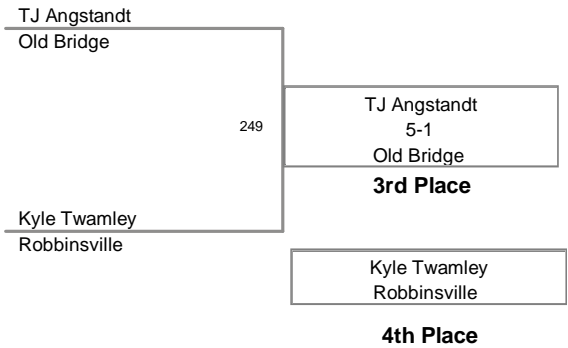 TJ Angstandt
Old Bridge
249
TJ Angstandt
5-1
Old Bridge
3rd Place
Kyle Twamley
Robbinsville
Kyle Twamley
Robbinsville
4th Place